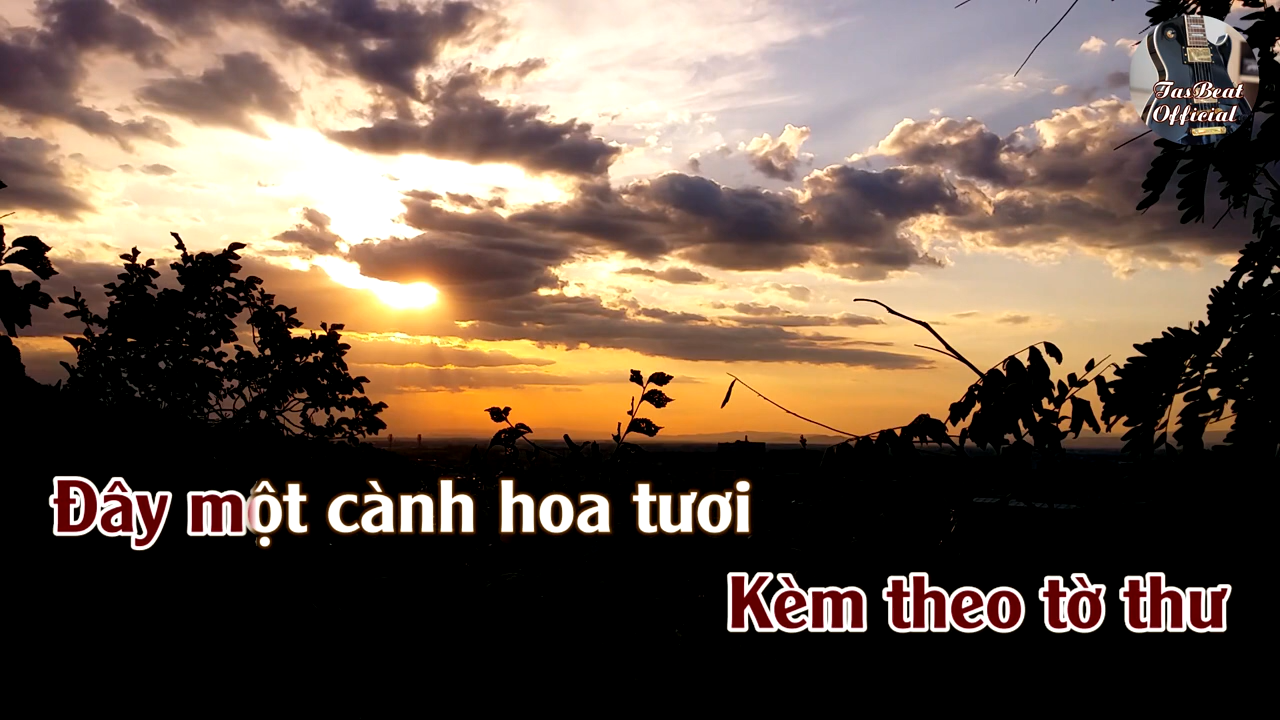 TasBeat
Official
Đây một cành hoa tươi
Kèm theo tờ thư